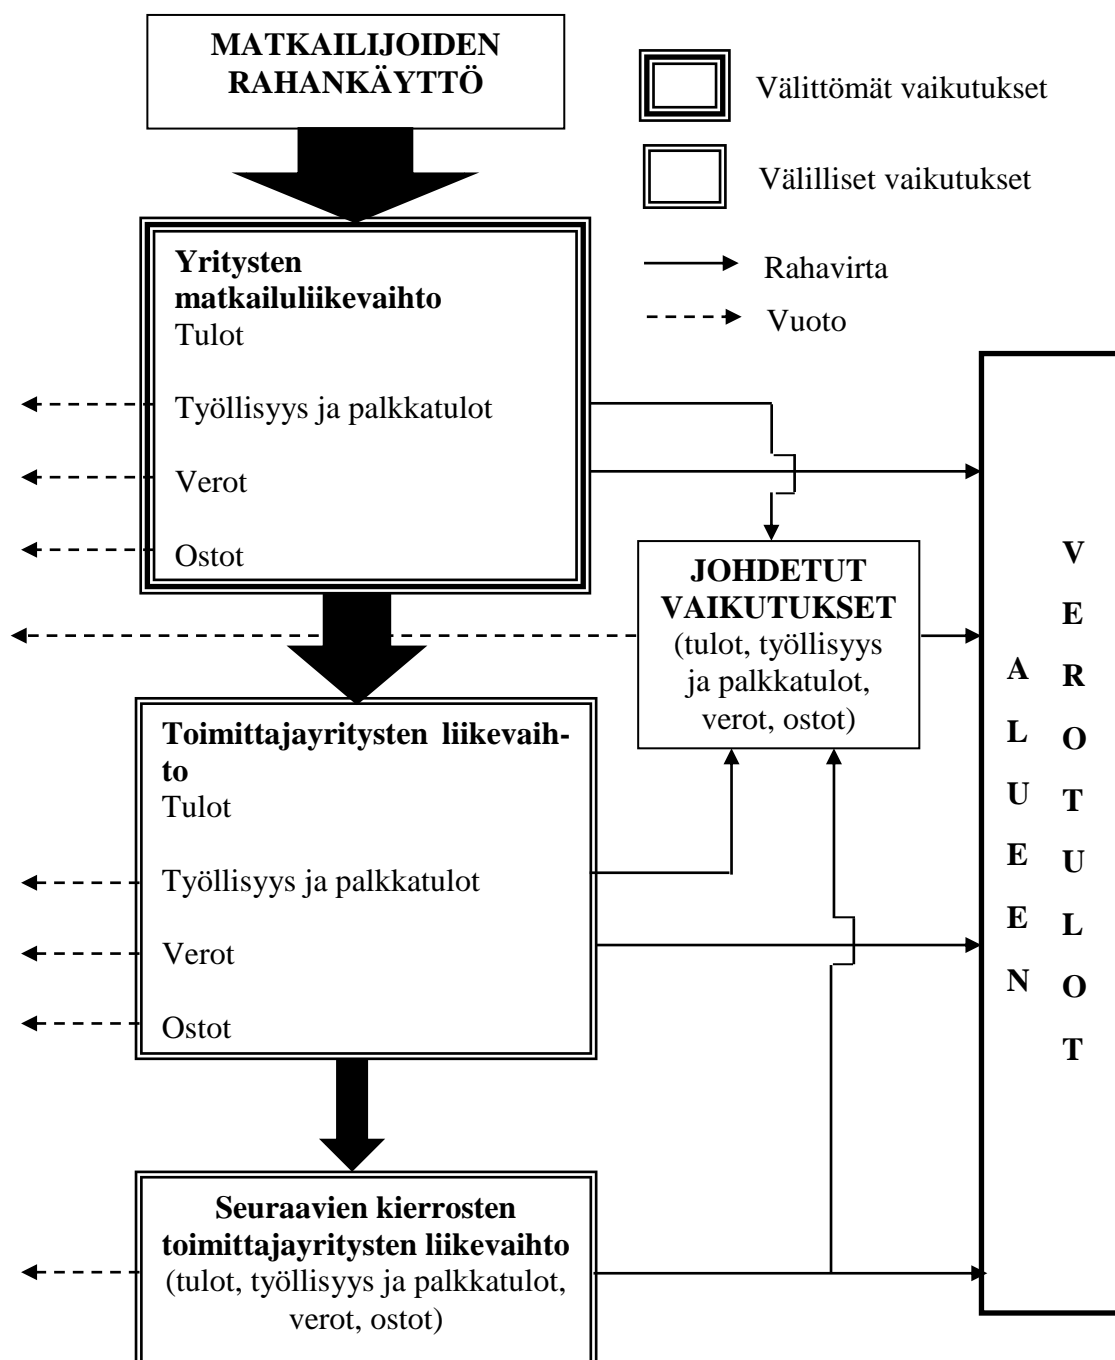 MATKAILIJOIDEN
RAHANKÄYTTÖ
Välittömät vaikutukset
Välilliset vaikutukset
Rahavirta
Vuoto
Yritysten
matkailuliikevaihto
Tulot
Työllisyys ja palkkatulot
Verot
Ostot
JOHDETUT
VAIKUTUKSET
(tulot, työllisyys
ja palkkatulot,
verot, ostot)
Toimittajayritysten liikevaih-
to
Tulot
Työllisyys ja palkkatulot
Verot
Ostot
Seuraavien kierrosten
toimittajayritysten liikevaihto
(tulot, työllisyys ja palkkatulot,
verot, ostot)
ALUEEN
VEROTULOT